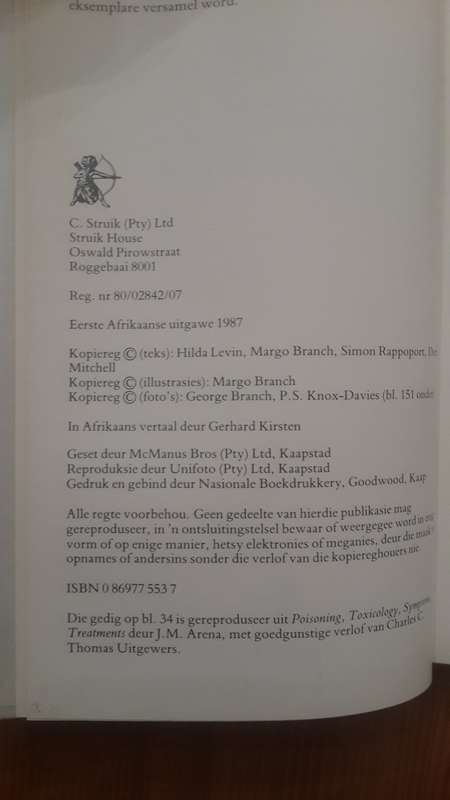 eksemplare versamel word.
C. Struik (Pty) Ltd
Struik House
Oswald Pirowstraat
Roggebaai 8001
Reg. nr 80/02842/07
Eerste Afrikaanse uitgawe 1987
Kopiereg © (teks): Hilda Levin, Margo Branch, Simon Rappoport,
Mitchell
Kopiereg © (illustrasies): Margo Branch
Kopiereg © (foto's): George Branch, P.S. Knox-Davies (bl. 151 onder)
In Afrikaans vertaal deur Gerhard Kirsten
Geset deur McManus Bros (Pty) Ltd, Kaapstad
Reproduksie deur Unifoto (Pty) Ltd, Kaapstad
Gedruk en gebind deur Nasionale Boekdrukkery, Goodwood, Kaap
Alle regte voorbehou. Geen gedeelte van hierdie publikasie mag
gereproduseer, in 'n ontsluitingstelsel bewaar of weergegee word in
vorm of op enige manier, hetsy elektronies of meganies, deur die
opnames of andersins sonder die verlof van die kopiereghouers nie.
ISBN 0 86977 553 7
Die gedig op bl. 34 is gereproduseer uit Poisoning, Toxicology,
Treatments deur J.M. Arena, met goedgunstige verlof van Charles C.
Thomas Uitgewers.